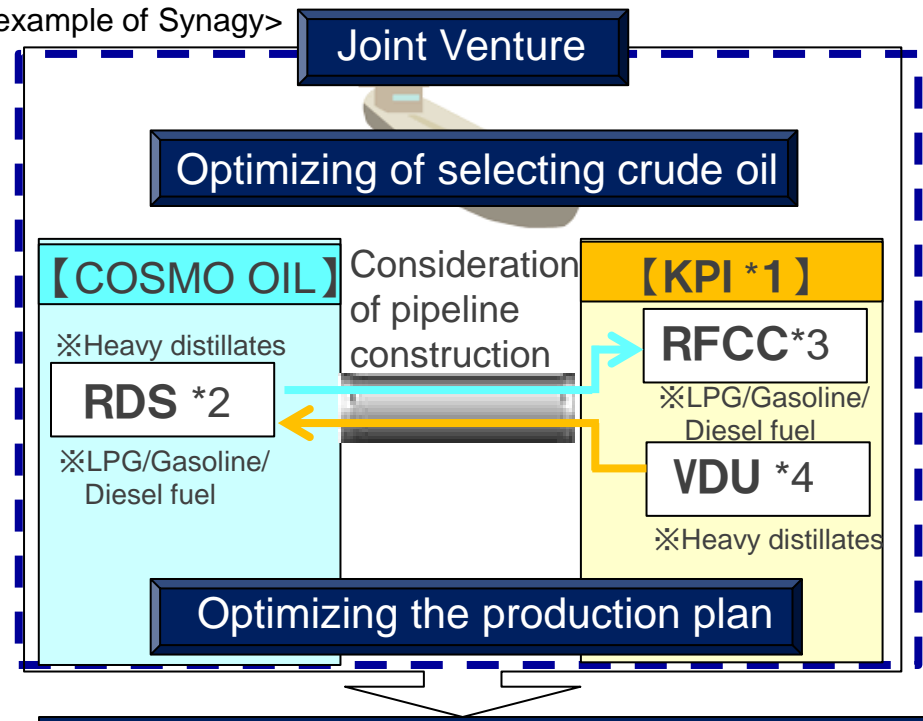 example of Synagy>
Joint Venture
Optimizing of selecting crude oil
【COSMO OIL】
Consideration
of pipeline
construction
【KPI *1】
※Heavy distillates
RDS *2
※LPG/Gasoline/
Diesel fuel
RFCC*3
※LPG/Gasoline/
Diesel fuel
VDU *4
※Heavy distillates
Optimizing the production plan